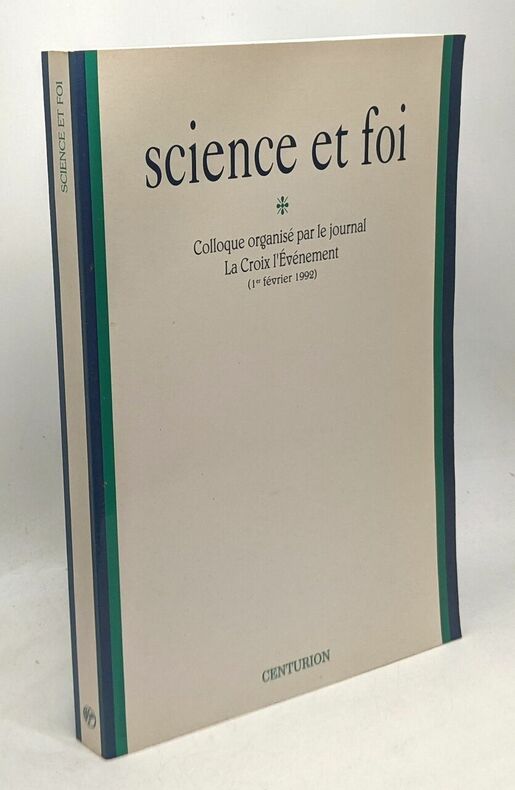 SCIENCE ET FOI
science et foi
Colloque organisé par le journal
La Croix l'Événement
(1er février 1992)
CENTURION